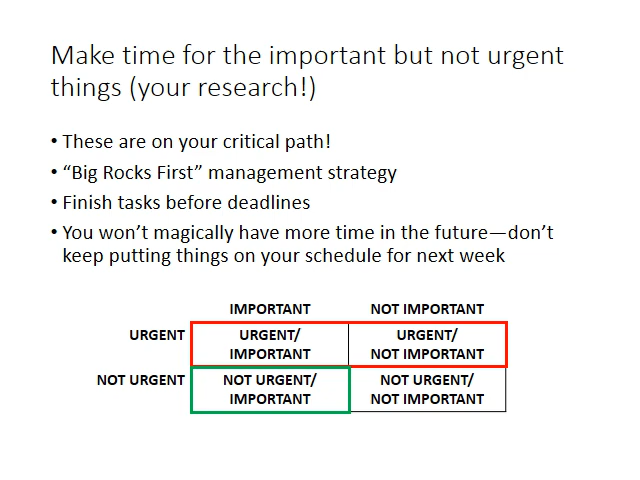 Make time for the important but not urgent
things (your research!)
• These are on your critical path!
• “Big Rocks First” management strategy
• Finish tasks before deadlines
• You won’t magically have more time in the future—don’t
keep putting things on your schedule for next week
IMPORTANT NOT IMPORTANT
URGENT URGENT/ URGENT/
IMPORTANT NOT IMPORTANT
NOT URGENT NOT URGENT/ NOT URGENT/
IMPORTANT NOT IMPORTANT